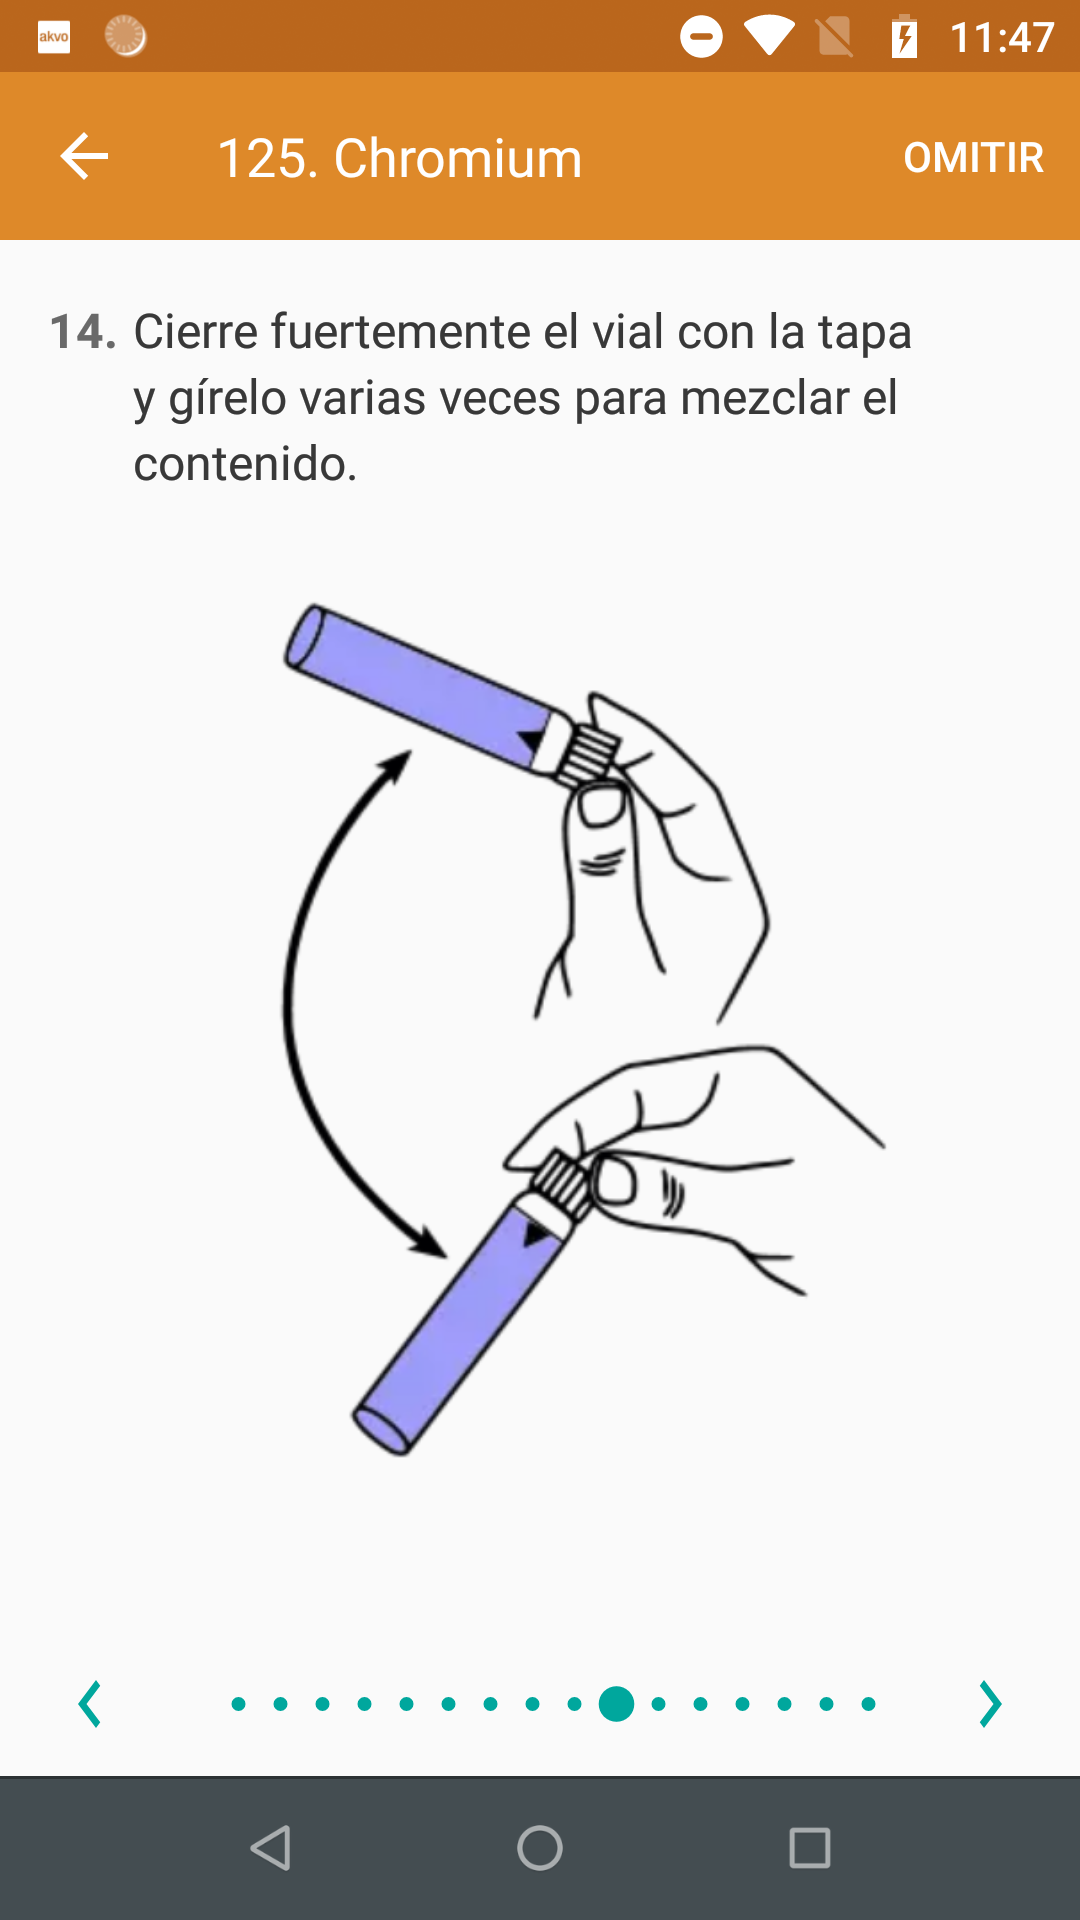 akvo
11:47
125. Chromium
OMITIR
14. Cierre fuertemente el vial con la tapa
y gírelo varias veces para mezclar el
contenido.